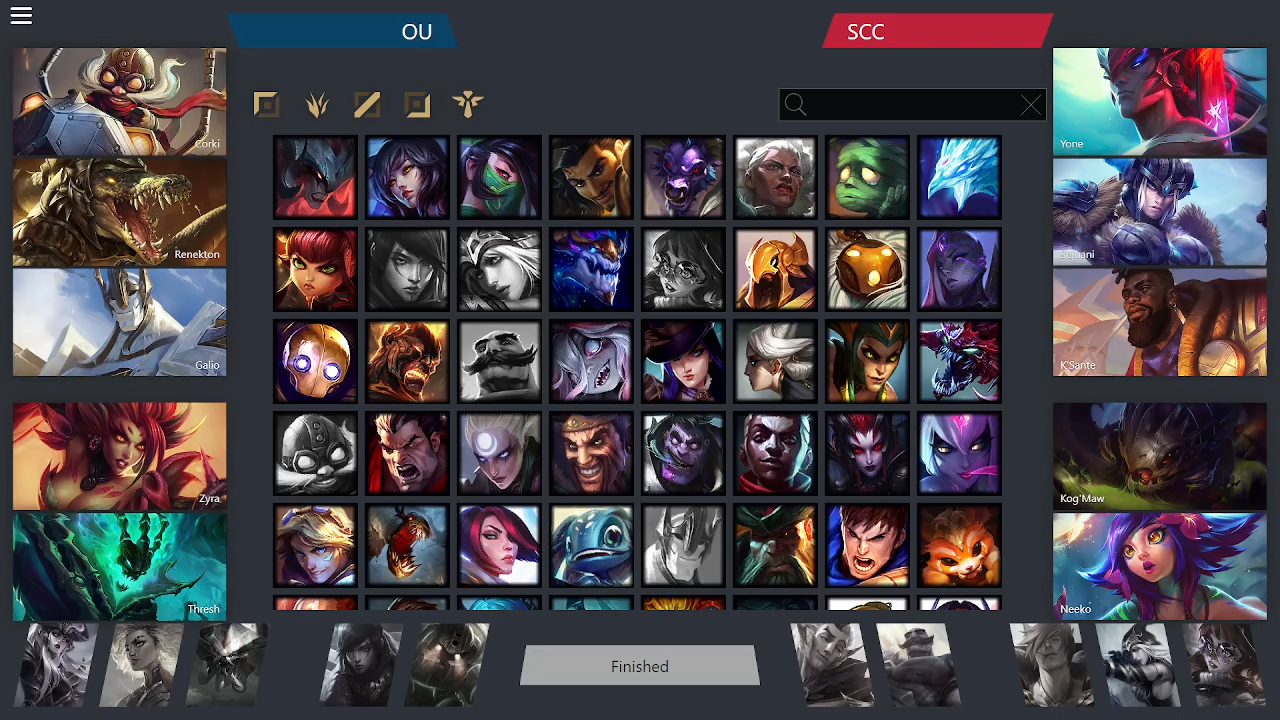 OU
SCC
Corki
Renekton
Galio
Zyra
Thresh
Yone
Sejuani
K'Sante
Kog'Maw
Neeko
Finished